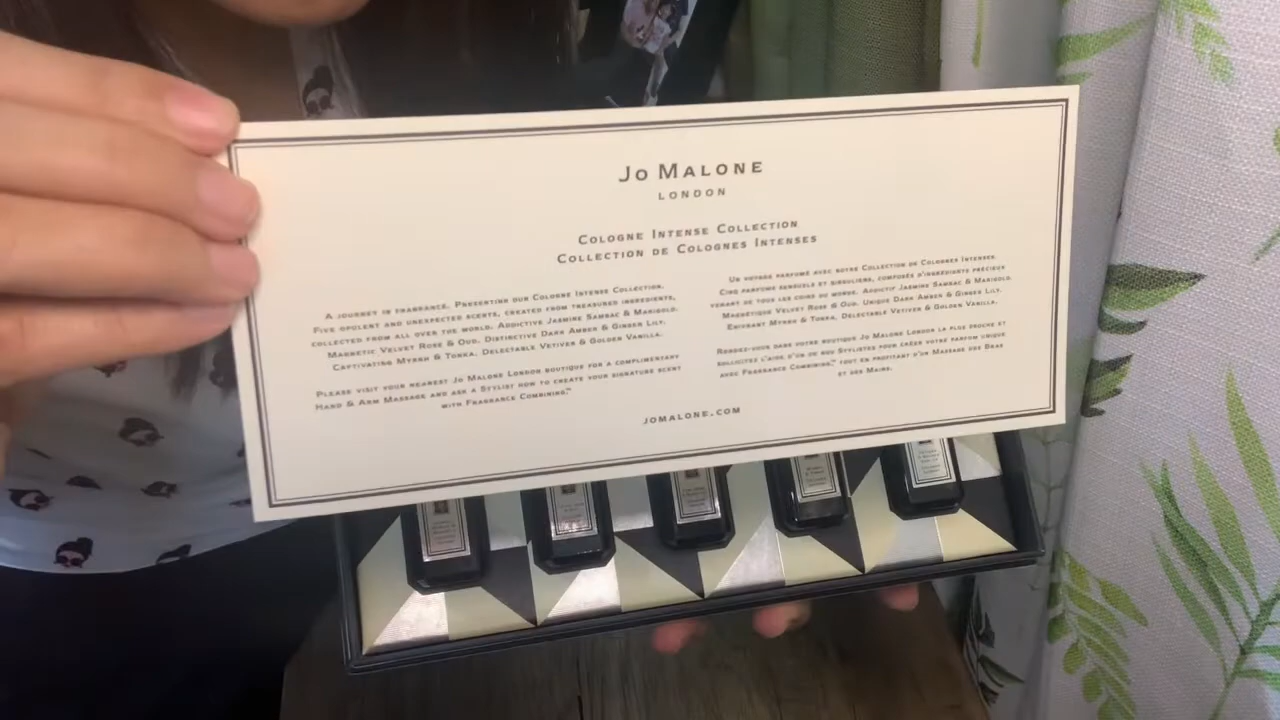 JO MALONE
LONDON
COLOGNE INTENSE COLLECTION
COLLECTION DE COLOGNES INTENSES
A JOURNEY IN FRAGRANCE. PRESENTING OUR COLOGNE INTENSE COLLECTION.
FIVE OPULENT AND UNEXPECTED SCENTS, CREATED FROM TREASURED INGREDIENTS,
COLLECTED FROM ALL OVER THE WORLD. ADDICTIVE JASMINE SAMBAC & MARIGOLD.
MAGNETIC VELVET ROSE & OUD. DISTINCTIVE DARK AMBER & GINGER LILY.
CAPTIVATING MYRRH & TONKA. DELECTABLE VETIVER & GOLDEN VANILLA.
PLEASE VISIT YOUR NEAREST JO MALONE LONDON BOUTIQUE FOR A COMPLIMENTARY
HAND & ARM MASSAGE AND ASK A STYLIST HOW TO CREATE YOUR SIGNATURE SCENT
WITH FRAGRANCE COMBINING.™
UN VOYAGE PARFUMÉ AVEC NOTRE COLLECTION DE COLOGNES INTENSES.
CINQ PARFUMS SENSUELS ET SINGULIERS, COMPOSÉS D'INGRÉDIENTS PRÉCIEUX
VENANT DE TOUS LES COINS DU MONDE. ADDICTIF JASMINE SAMBAC & MARIGOLD.
MAGNÉTIQUE VELVET ROSE & OUD. UNIQUE DARK AMBER & GINGER LILY.
ENIVRANT MYRRH & TONKA. DÉLECTABLE VETIVER & GOLDEN VANILLA.
RENDEZ-VOUS DANS VOTRE BOUTIQUE JO MALONE LONDON LA PLUS PROCHE ET
SOLLICITEZ L'AIDE D'UN DE NOS STYLISTES POUR CRÉER VOTRE PARFUM UNIQUE
AVEC FRAGRANCE COMBINING,™ TOUT EN PROFITANT D'UN MASSAGE DES BRAS
ET DES MAINS.
JOMALONE.COM